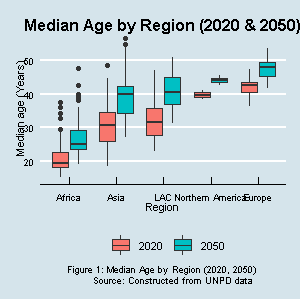 Median Age by Region (2020 & 2050)
Median age (Years)
50
40
30
20
Africa Asia LAC Northern America Europe
Region
2020 2050
Figure 1: Median Age by Region (2020, 2050)
Source: Constructed from UNPD data